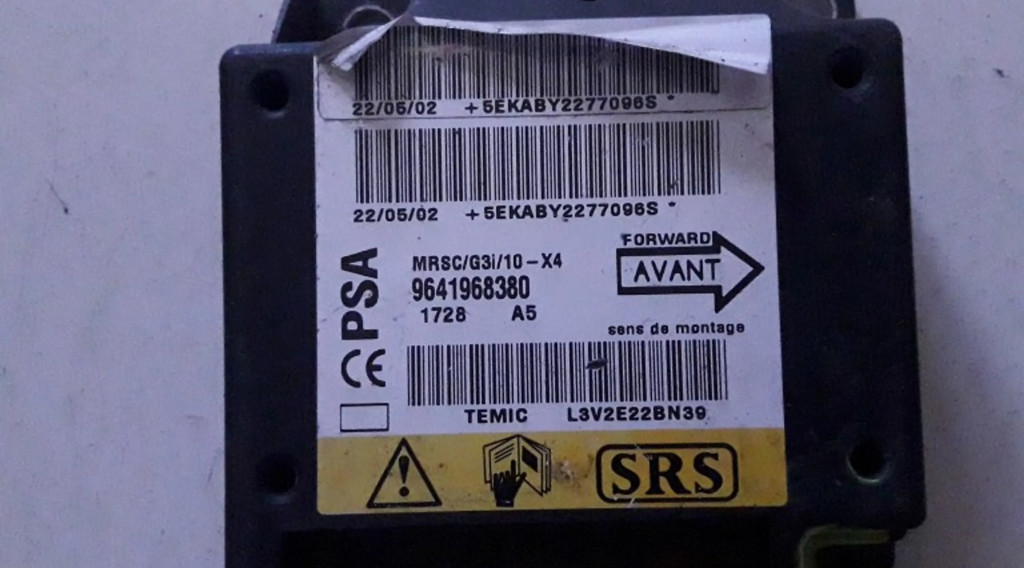 22/05/02 +5EKABY2277096S *
22/05/02 +5EKABY2277096S *
PSA
MRSC/G3i/10-X4
9641968380
1728 A5
FORWARD
AVANT
sens de montage
CE
TEMIC L3V2E22BN39
SRS